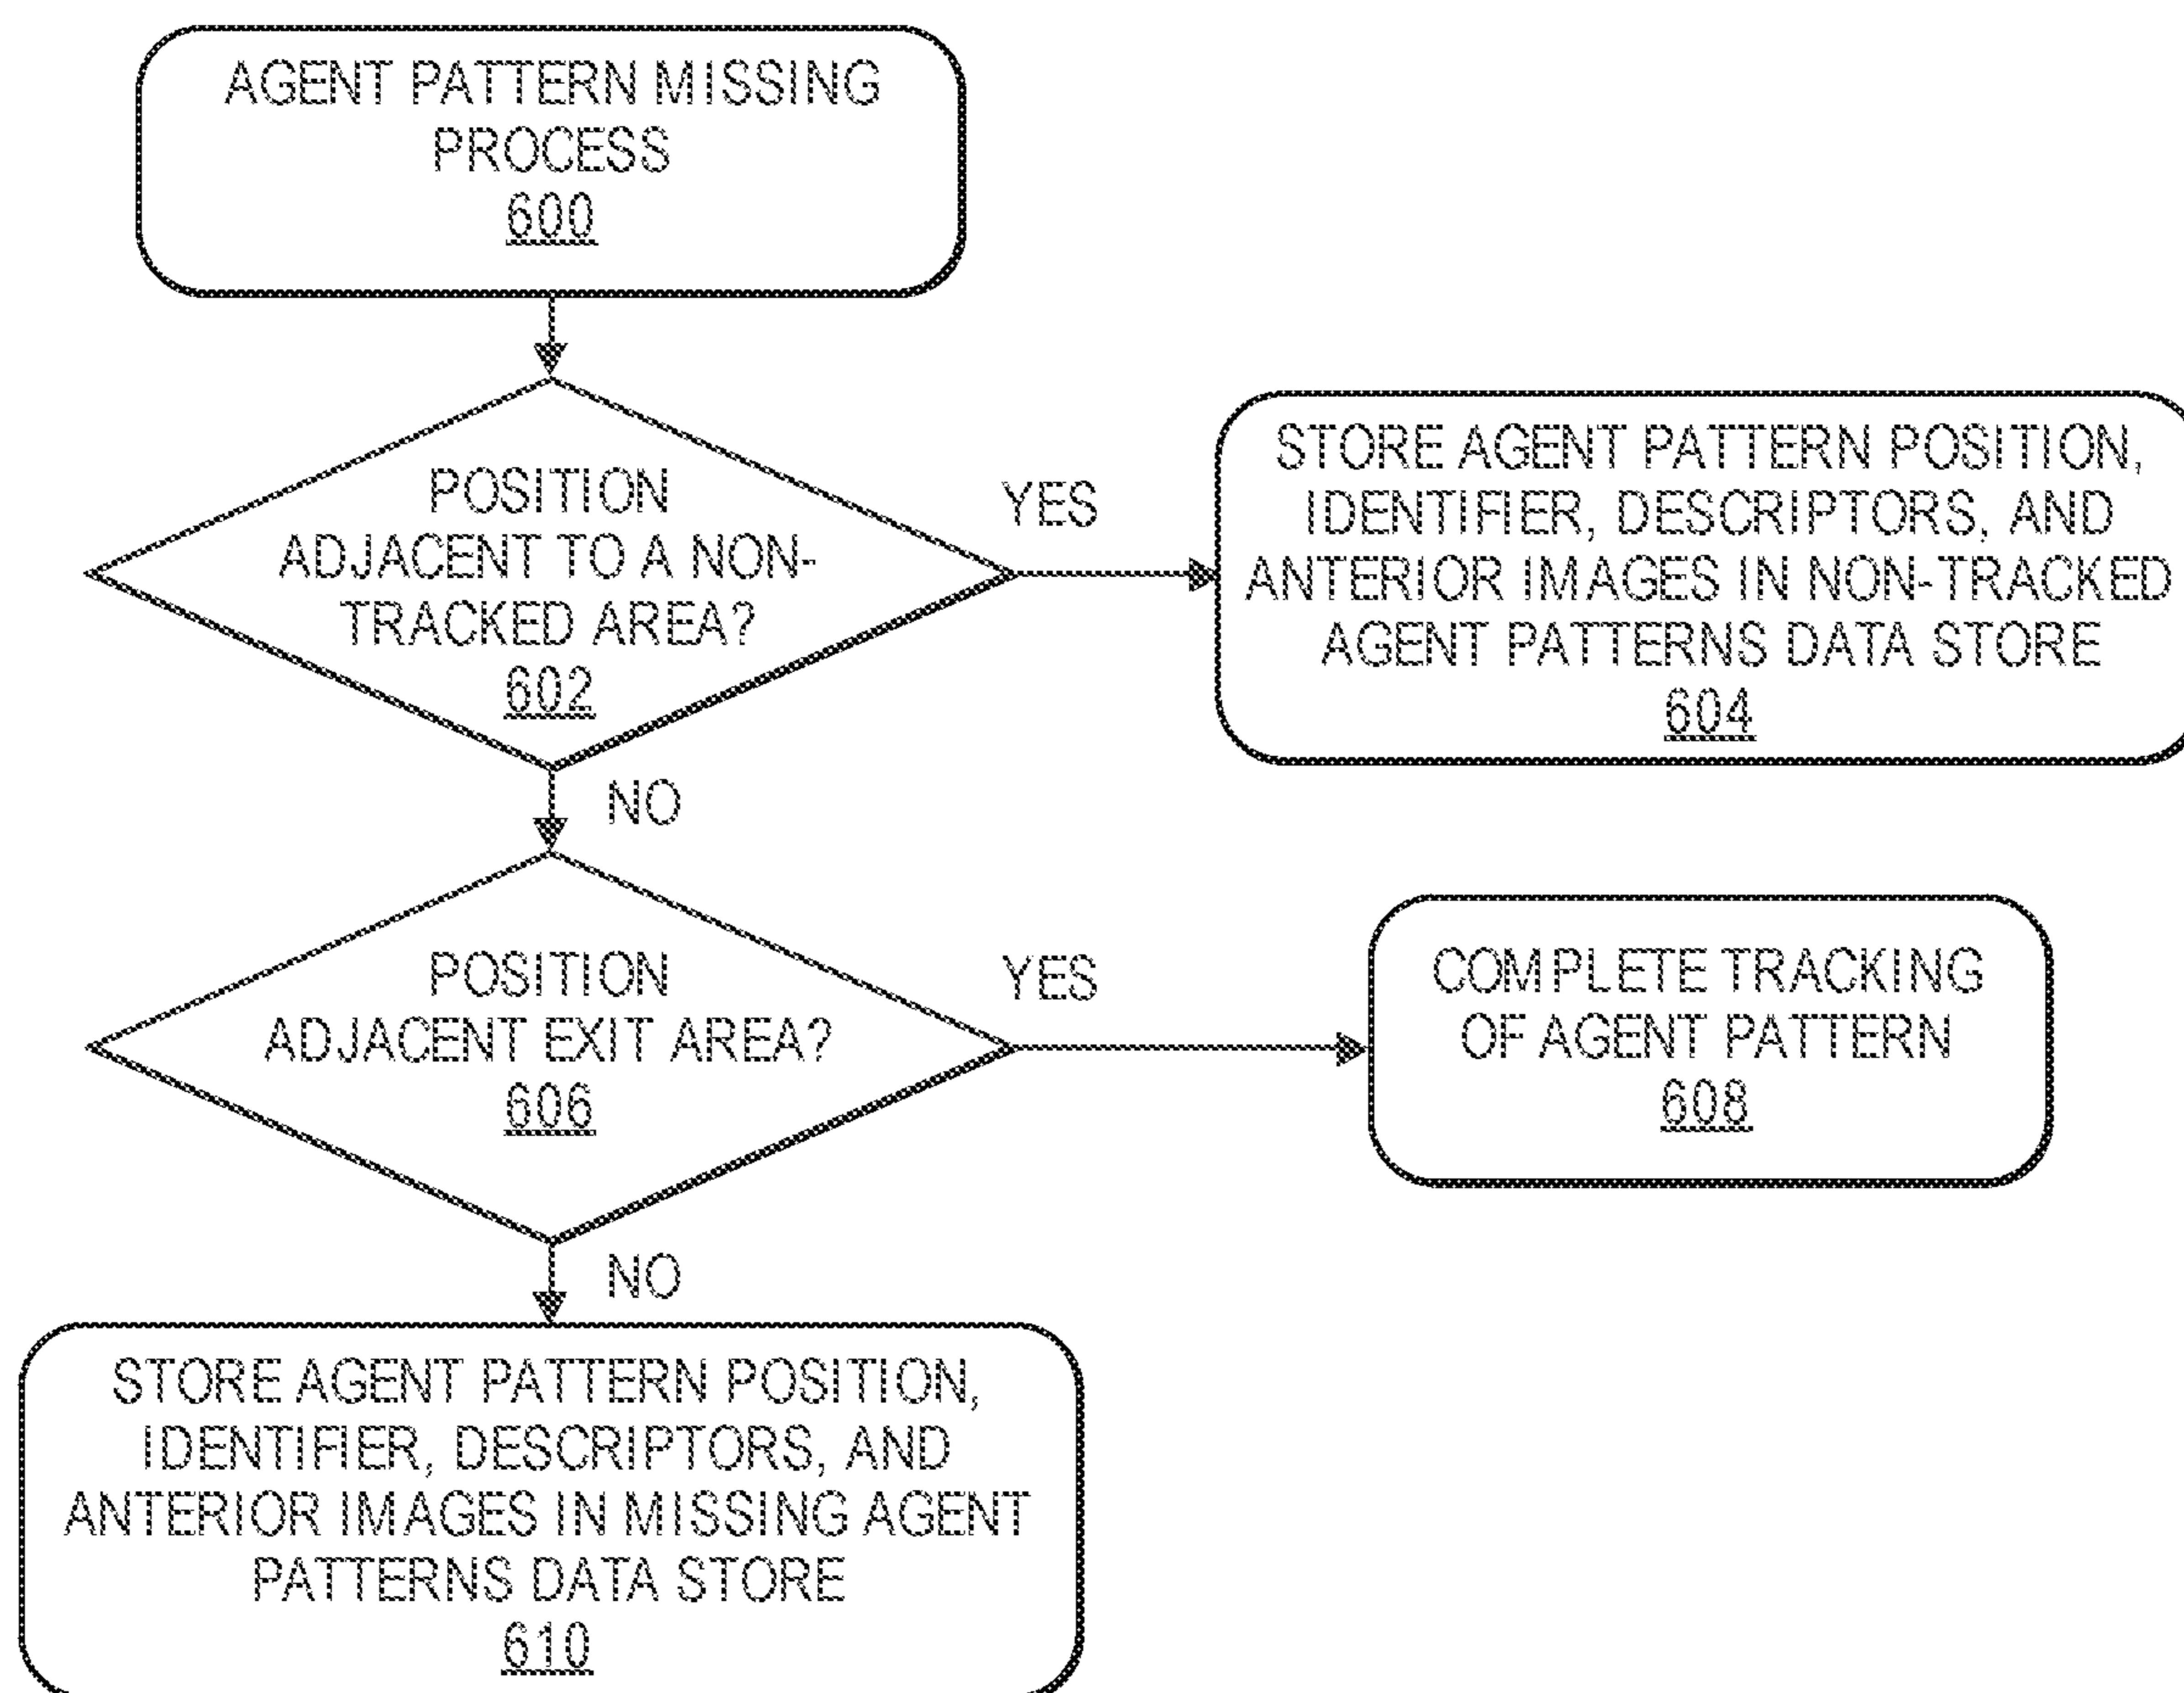 AGENT PATTERN MISSING
PROCESS
600
POSITION
ADJACENT TO A NON-
TRACKED AREA?
602
YES
STORE AGENT PATTERN POSITION,
IDENTIFIER, DESCRIPTORS, AND
ANTERIOR IMAGES IN NON-TRACKED
AGENT PATTERNS DATA STORE
604
NO
POSITION
ADJACENT EXIT AREA?
606
YES
COMPLETE TRACKING
OF AGENT PATTERN
608
NO
STORE AGENT PATTERN POSITION,
IDENTIFIER, DESCRIPTORS, AND
ANTERIOR IMAGES IN MISSING AGENT
PATTERNS DATA STORE
610